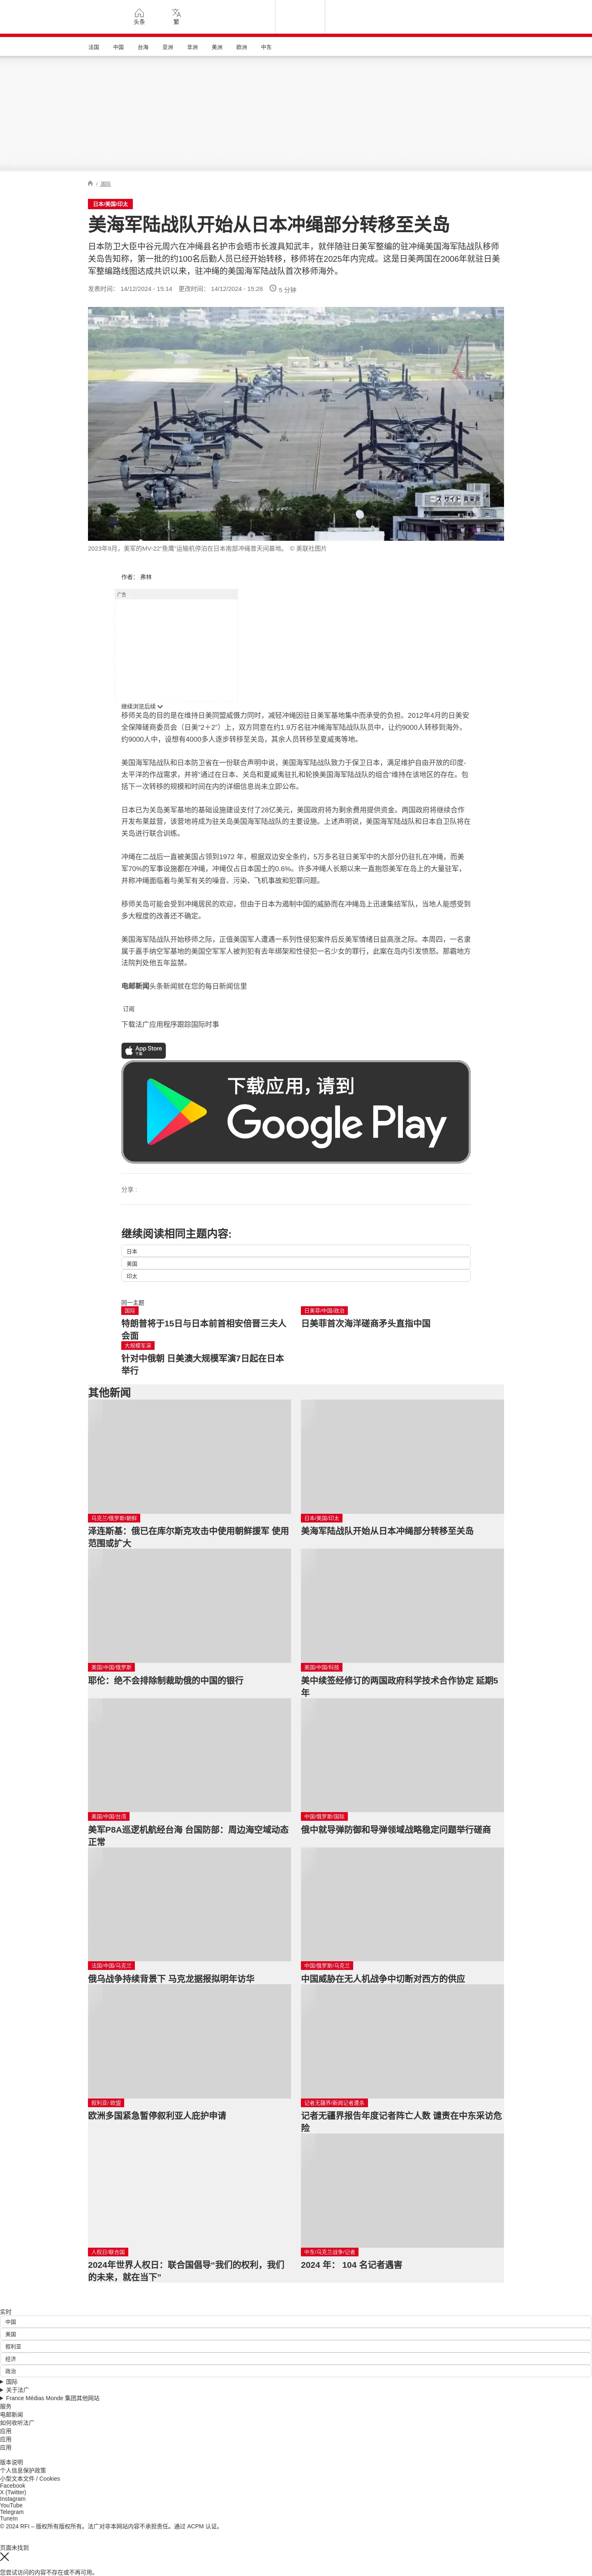 头条
繁
法国 中国 台海 亚洲 非洲 美洲 欧洲 中东
/ 国际
日本/美国/印太
美海军陆战队开始从日本冲绳部分转移至关岛
日本防卫大臣中谷元周六在冲绳县名护市会晤市长渡具知武丰，就伴随驻日美军整编的驻冲绳美国海军陆战队移师
关岛告知称，第一批的约100名后勤人员已经开始转移，移师将在2025年内完成。这是日美两国在2006年就驻日美
军整编路线图达成共识以来，驻冲绳的美国海军陆战队首次移师海外。
发表时间： 14/12/2024 - 15:14 更改时间： 14/12/2024 - 15:28 5 分钟
2023年9月，美军的MV-22“鱼鹰”运输机停泊在日本南部冲绳普天间基地。 © 美联社图片
作者： 弗林
广告
继续浏览后续
移师关岛的目的是在维持日美同盟威慑力同时，减轻冲绳因驻日美军基地集中而承受的负担。2012年4月的日美安
全保障磋商委员会（日美“2＋2”）上，双方同意在约1.9万名驻冲绳海军陆战队队员中，让约9000人转移到海外。
约9000人中，设想有4000多人逐步转移至关岛，其余人员转移至夏威夷等地。
美国海军陆战队和日本防卫省在一份联合声明中说，美国海军陆战队致力于保卫日本，满足维护自由开放的印度-
太平洋的作战需求，并将“通过在日本、关岛和夏威夷驻扎和轮换美国海军陆战队的组合”维持在该地区的存在。包
括下一次转移的规模和时间在内的详细信息尚未立即公布。
日本已为关岛美军基地的基础设施建设支付了28亿美元，美国政府将为剩余费用提供资金。两国政府将继续合作
开发布莱兹营，该营地将成为驻关岛美国海军陆战队的主要设施。上述声明说，美国海军陆战队和日本自卫队将在
关岛进行联合训练。
冲绳在二战后一直被美国占领到1972 年，根据双边安全条约，5万多名驻日美军中的大部分仍驻扎在冲绳，而美
军70%的军事设施都在冲绳，冲绳仅占日本国土的0.6%。许多冲绳人长期以来一直抱怨美军在岛上的大量驻军，
并称冲绳面临着与美军有关的噪音、污染、飞机事故和犯罪问题。
移师关岛可能会受到冲绳居民的欢迎，但由于日本为遏制中国的威胁而在冲绳岛上迅速集结军队，当地人能感受到
多大程度的改善还不确定。
美国海军陆战队开始移师之际，正值美国军人遭遇一系列性侵犯案件后反美军情绪日益高涨之际。本周四，一名隶
属于嘉手纳空军基地的美国空军军人被判犯有去年绑架和性侵犯一名少女的罪行，此案在岛内引发愤怒。那霸地方
法院判处他五年监禁。
电邮新闻头条新闻就在您的每日新闻信里
订阅
下载法广应用程序跟踪国际时事
App Store
下载
下载应用，请到
Google Play
分享 :
继续阅读相同主题内容:
日本
美国
印太
同一主题
国际
特朗普将于15日与日本前首相安倍晋三夫人
会面
日美菲/中国/政治
日美菲首次海洋磋商矛头直指中国
大规模军演
针对中俄朝 日美澳大规模军演7日起在日本
举行
其他新闻
乌克兰/俄罗斯/朝鲜
泽连斯基：俄已在库尔斯克攻击中使用朝鲜援军 使用
范围或扩大
日本/美国/印太
美海军陆战队开始从日本冲绳部分转移至关岛
美国/中国/俄罗斯
耶伦：绝不会排除制裁助俄的中国的银行
美国/中国/科技
美中续签经修订的两国政府科学技术合作协定 延期5
年
美国/中国/台湾
美军P8A巡逻机航经台海 台国防部：周边海空域动态
正常
中国/俄罗斯/国际
俄中就导弹防御和导弹领域战略稳定问题举行磋商
法国/中国/乌克兰
俄乌战争持续背景下 马克龙据报拟明年访华
中国/俄罗斯/乌克兰
中国威胁在无人机战争中切断对西方的供应
叙利亚/ 欧盟
欧洲多国紧急暂停叙利亚人庇护申请
记者无疆界/新闻记者遇杀
记者无疆界报告年度记者阵亡人数 谴责在中东采访危
险
人权日/联合国
2024年世界人权日：联合国倡导“我们的权利，我们
的未来，就在当下”
中东/乌克兰战争/记者
2024 年： 104 名记者遇害
实时
中国
美国
叙利亚
经济
政治
国际
关于法广
France Médias Monde 集团其他网站
服务
电邮新闻
如何收听法广
应用
应用
应用
版本说明
个人信息保护政策
小型文本文件 / Cookies
Facebook
X (Twitter)
Instagram
YouTube
Telegram
TuneIn
© 2024 RFI – 版权所有版权所有。法广对非本网站内容不承担责任。通过 ACPM 认证。
页面未找到
您尝试访问的内容不存在或不再可用。